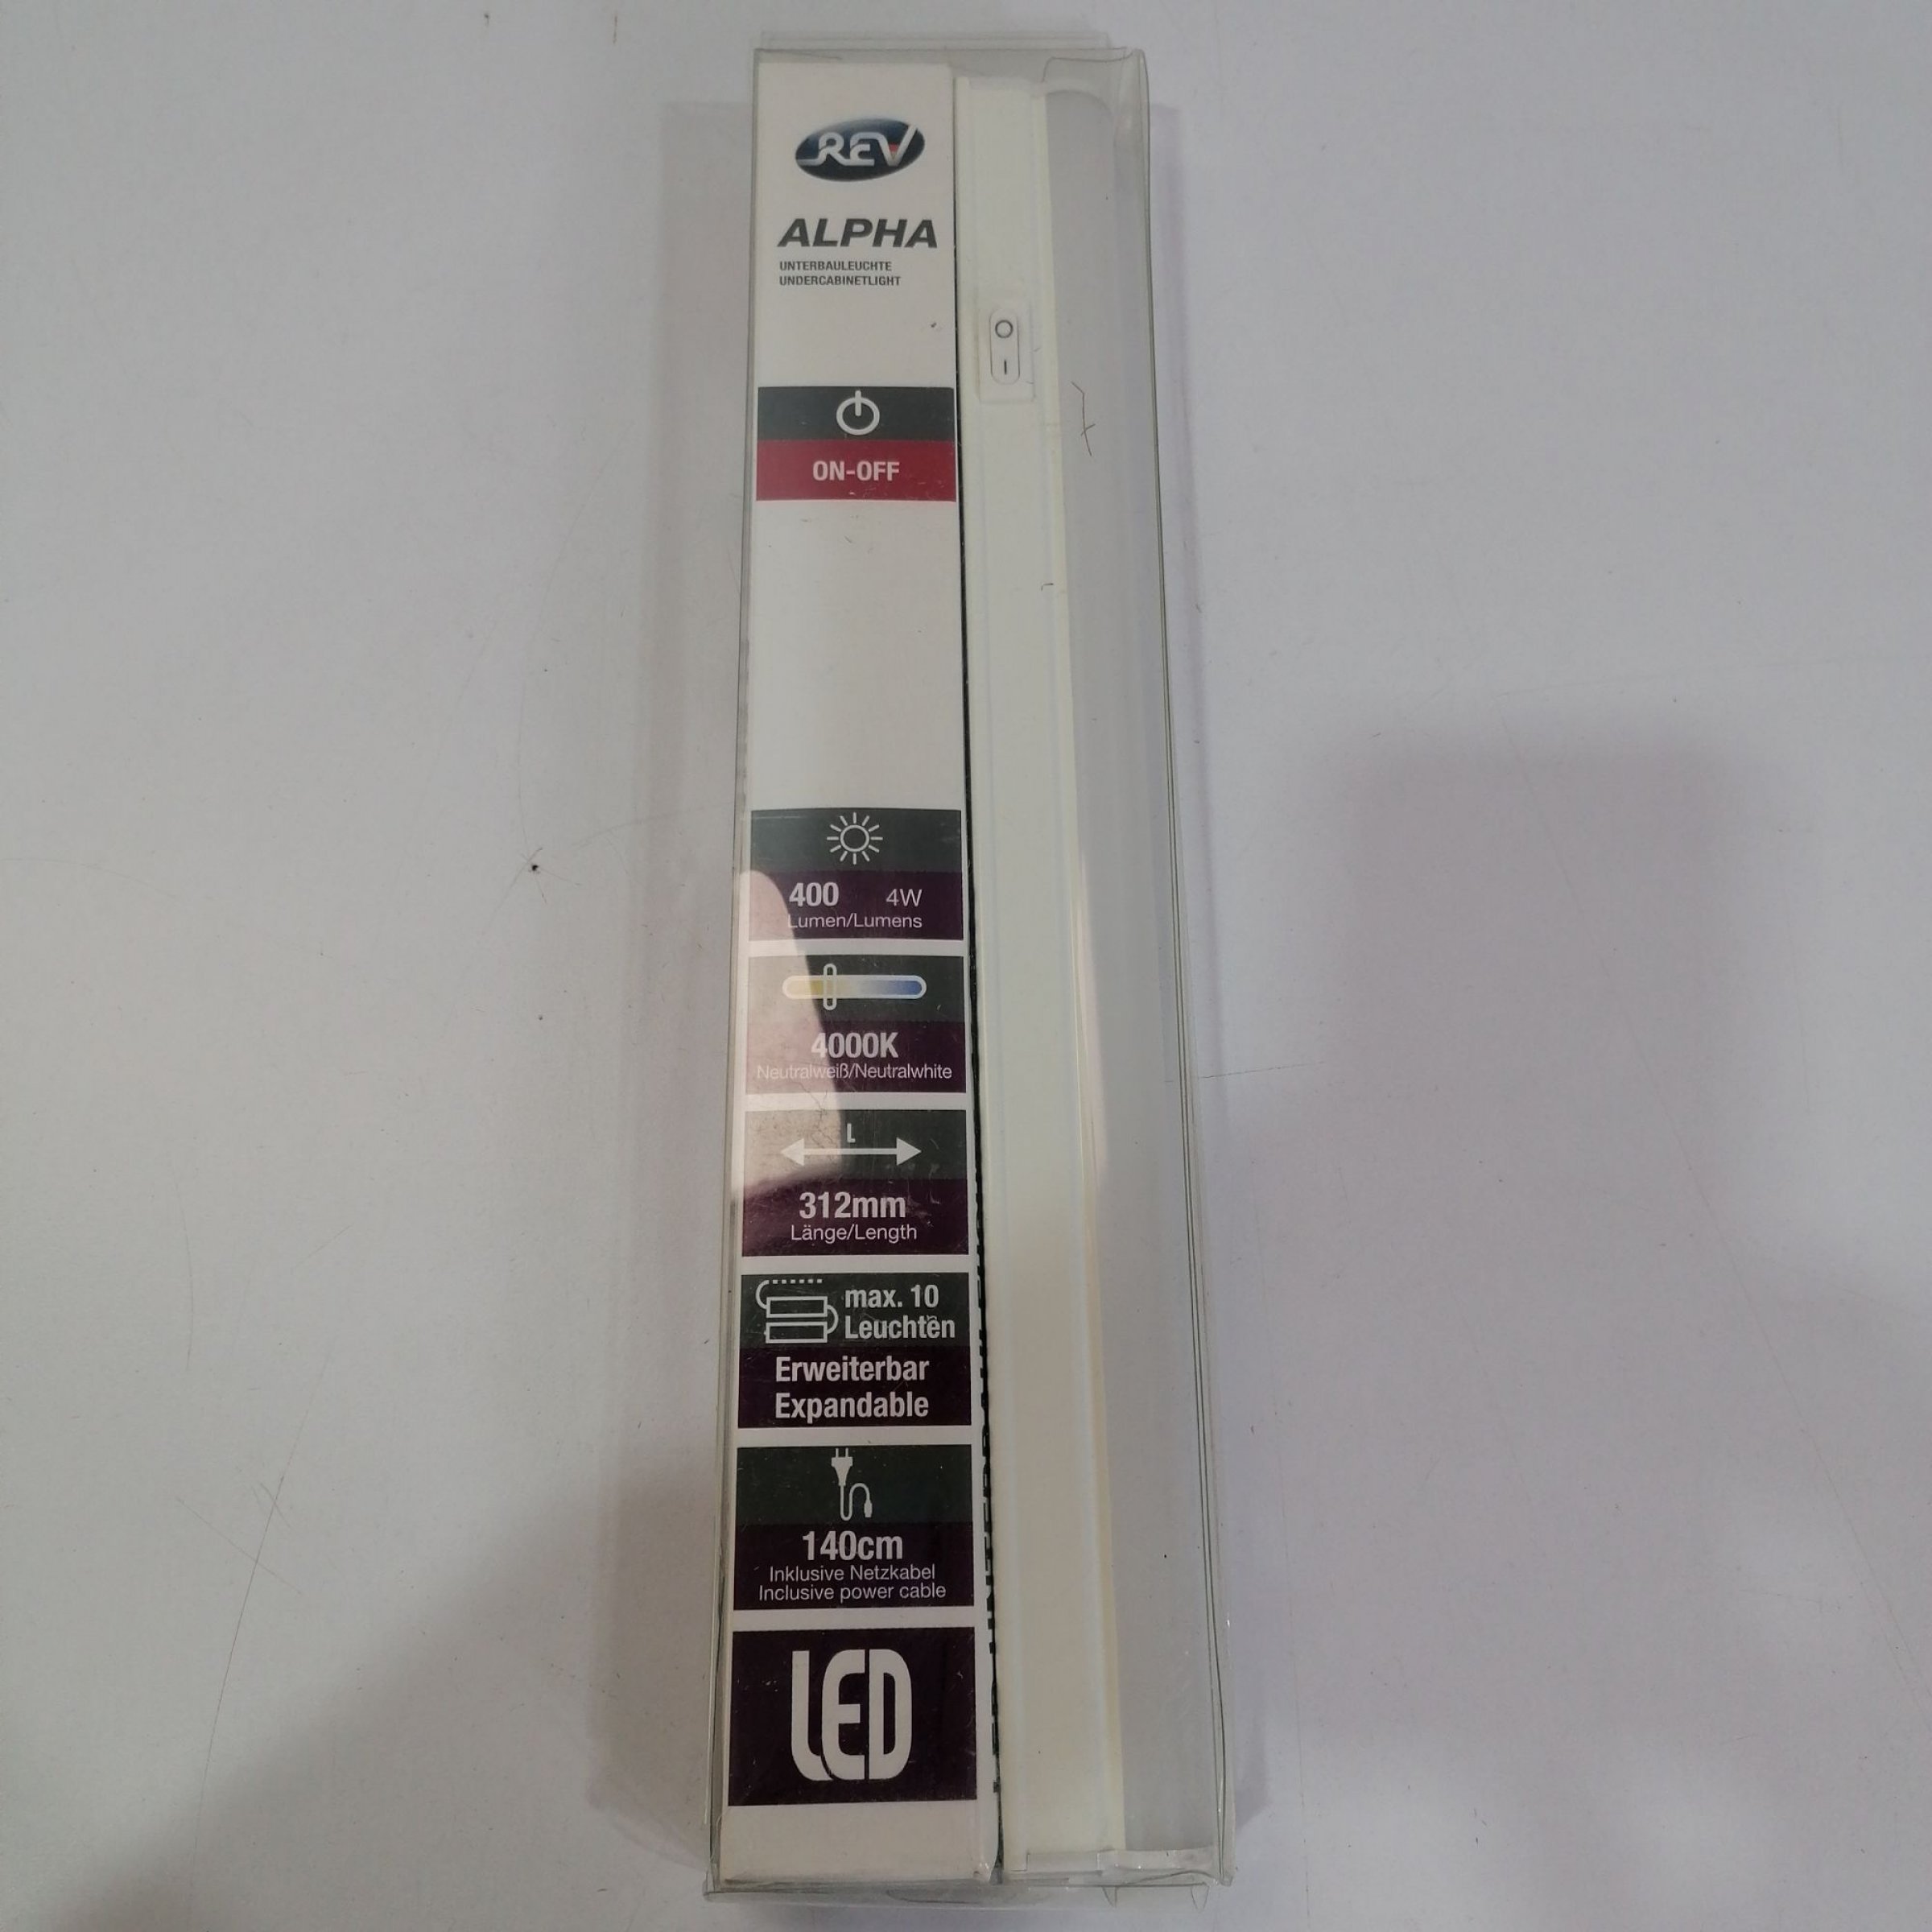 REV
ALPHA
UNTERBAULEUCHTE
UNDERCABINETLIGHT
ON-OFF
400 4W
Lumen/Lumens
4000K
Neutralweiß/Neutralwhite
L
312mm
Länge/Length
max. 10
Leuchten
Erweiterbar
Expandable
140cm
Inklusive Netzkabel
Inclusive power cable
LED